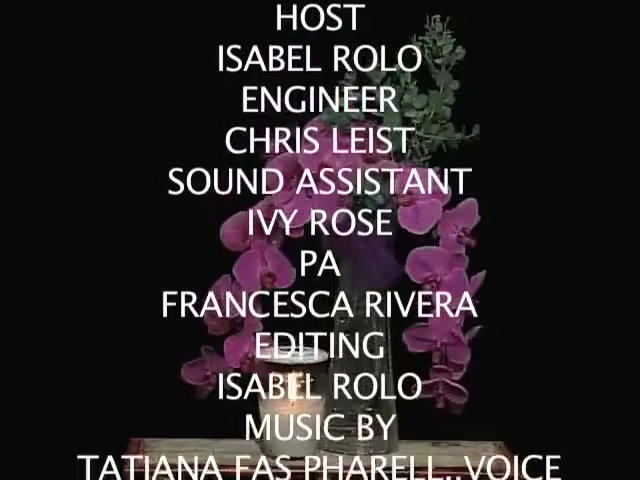 HOST
ISABEL ROLO
ENGINEER
CHRIS LEIST
SOUND ASSISTANT
IVY ROSE
PA
FRANCESCA RIVERA
EDITING
ISABEL ROLO
MUSIC BY
TATIANA FAS PHARELL,.VOICE